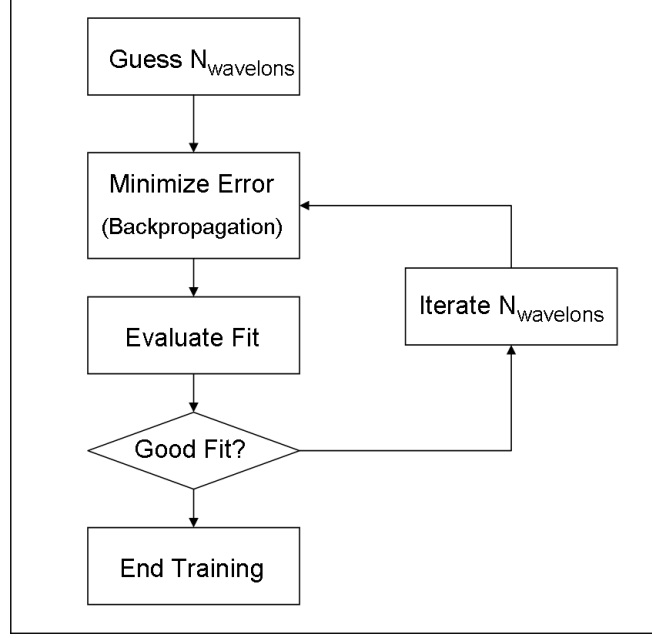 Guess Nwavelons
Minimize Error
(Backpropagation)
Evaluate Fit
Iterate Nwavelons
Good Fit?
End Training